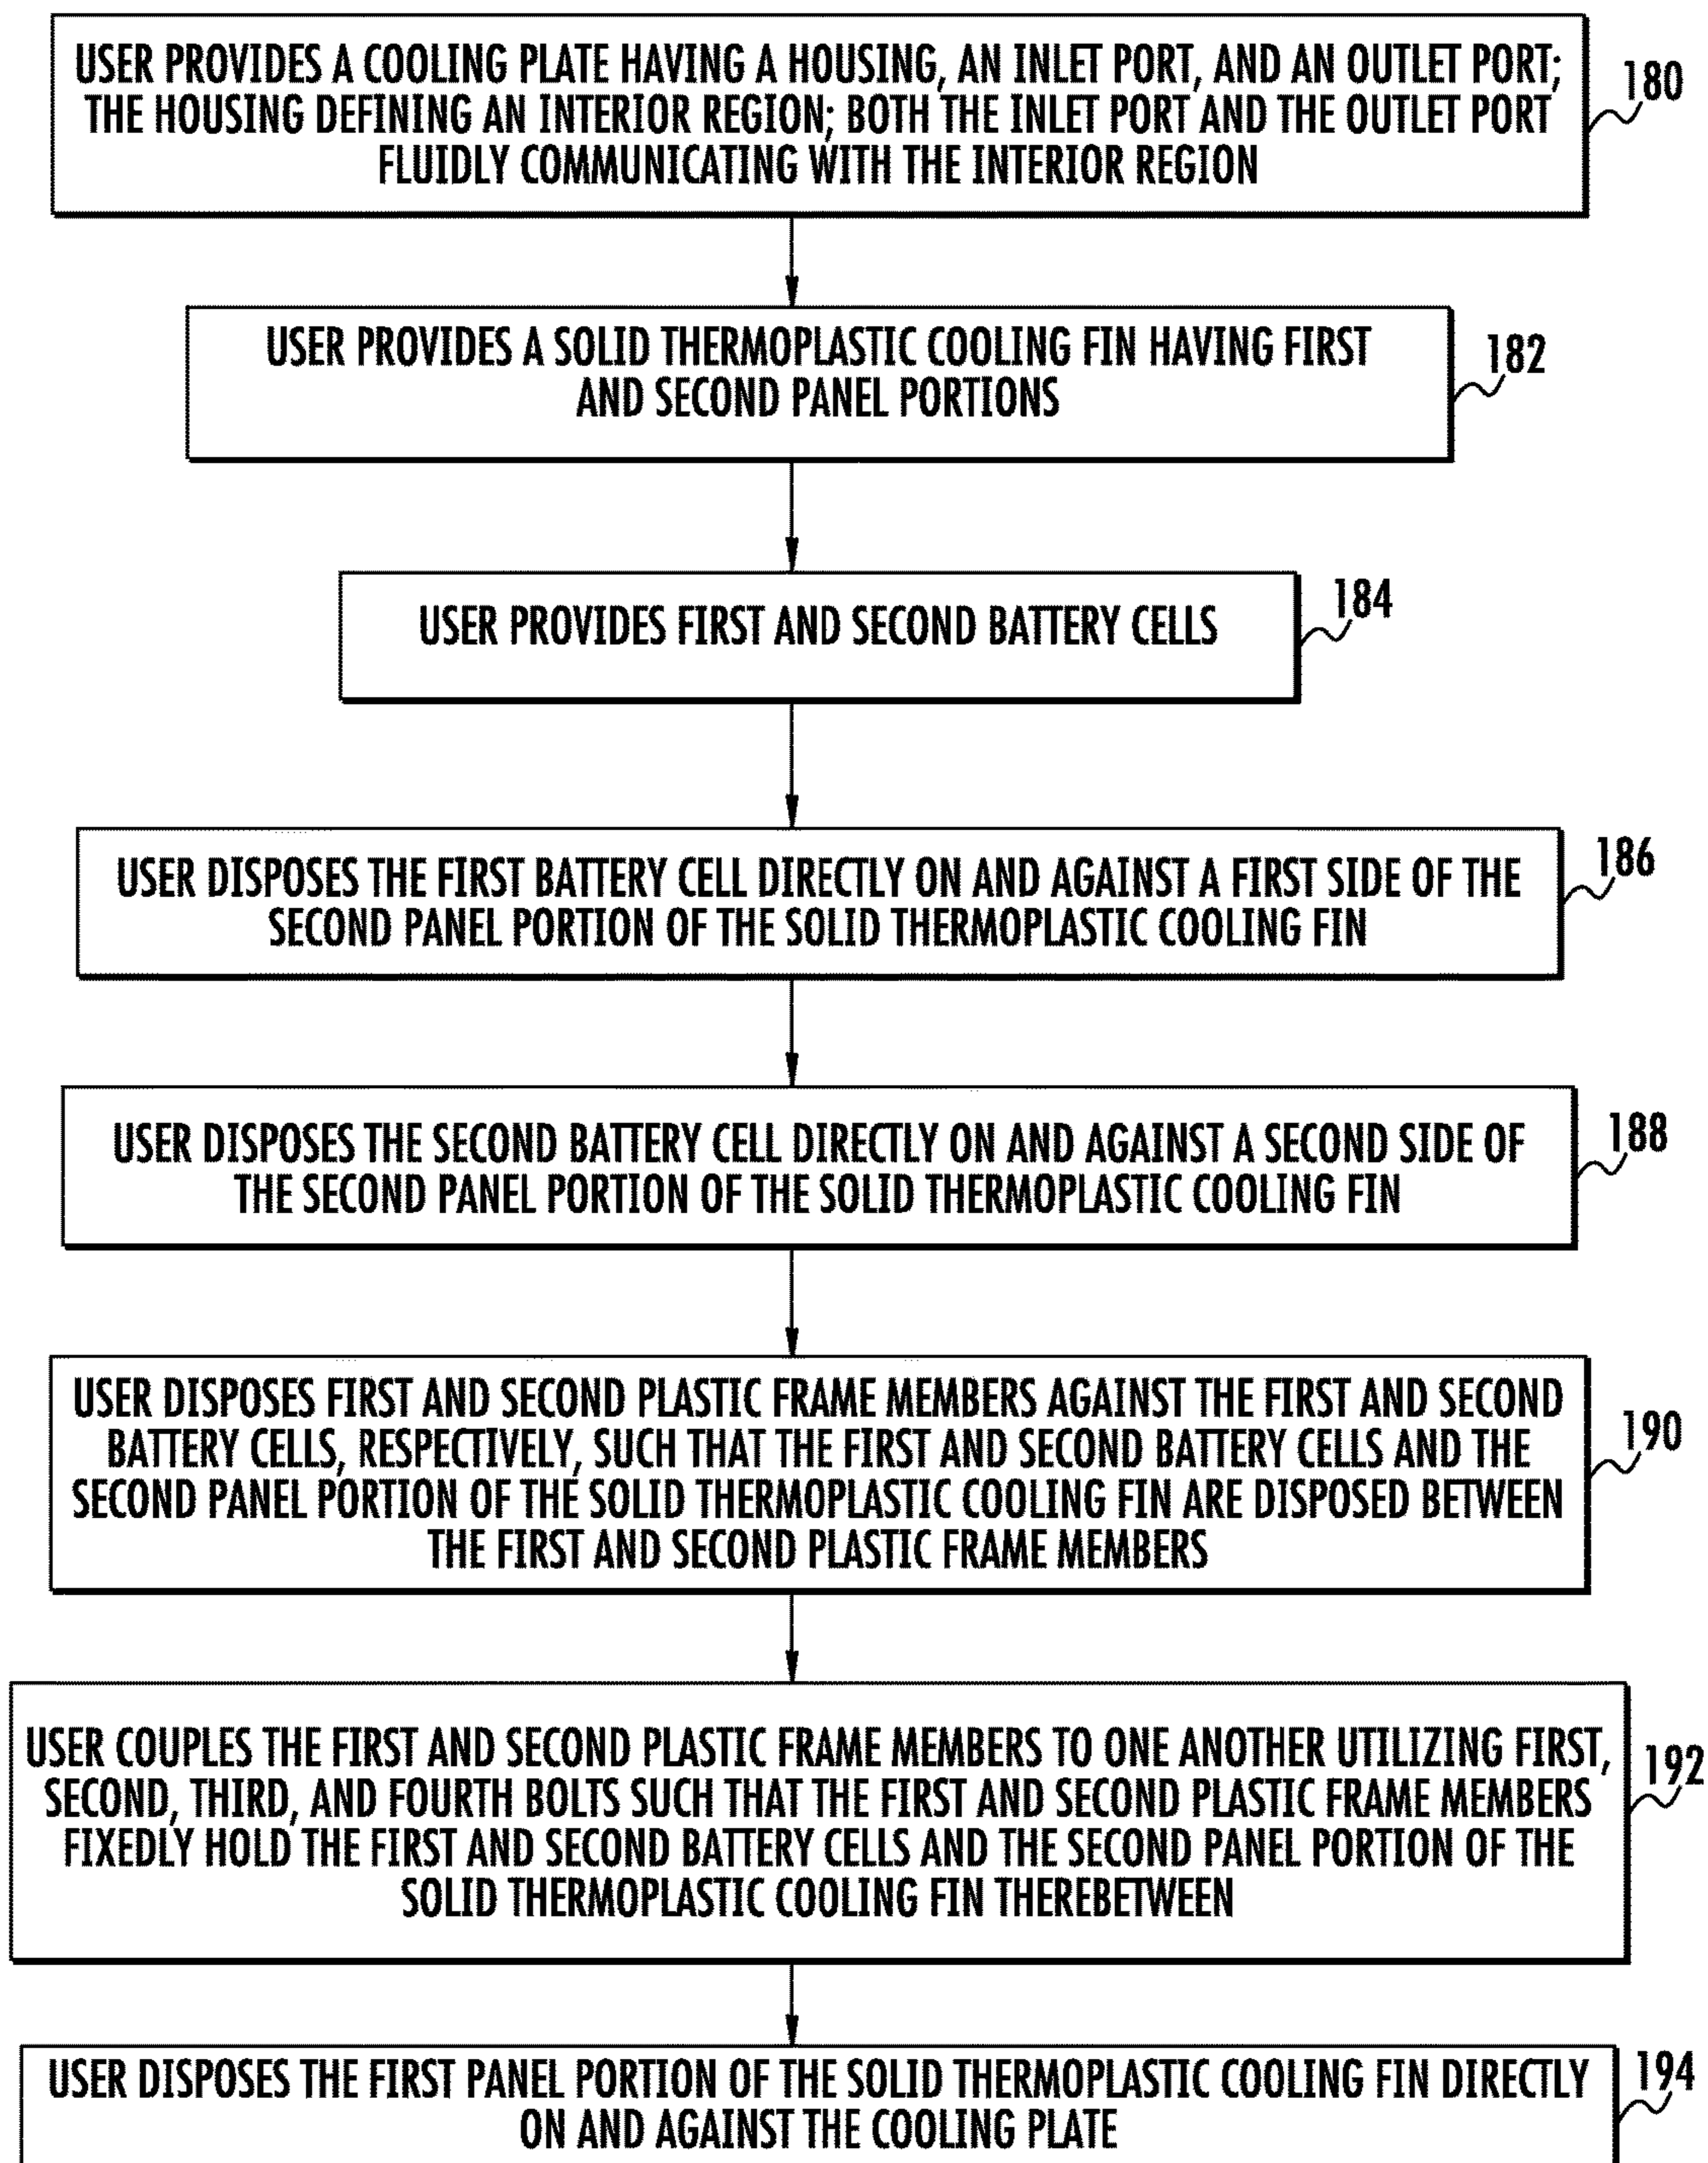 USER PROVIDES A COOLING PLATE HAVING A HOUSING, AN INLET PORT, AND AN OUTLET PORT;
THE HOUSING DEFINING AN INTERIOR REGION; BOTH THE INLET PORT AND THE OUTLET PORT
FLUIDLY COMMUNICATING WITH THE INTERIOR REGION
180
USER PROVIDES A SOLID THERMOPLASTIC COOLING FIN HAVING FIRST
AND SECOND PANEL PORTIONS
182
USER PROVIDES FIRST AND SECOND BATTERY CELLS
184
USER DISPOSES THE FIRST BATTERY CELL DIRECTLY ON AND AGAINST A FIRST SIDE OF THE
SECOND PANEL PORTION OF THE SOLID THERMOPLASTIC COOLING FIN
186
USER DISPOSES THE SECOND BATTERY CELL DIRECTLY ON AND AGAINST A SECOND SIDE OF
THE SECOND PANEL PORTION OF THE SOLID THERMOPLASTIC COOLING FIN
188
USER DISPOSES FIRST AND SECOND PLASTIC FRAME MEMBERS AGAINST THE FIRST AND SECOND
BATTERY CELLS, RESPECTIVELY, SUCH THAT THE FIRST AND SECOND BATTERY CELLS AND THE
SECOND PANEL PORTION OF THE SOLID THERMOPLASTIC COOLING FIN ARE DISPOSED BETWEEN
THE FIRST AND SECOND PLASTIC FRAME MEMBERS
190
USER COUPLES THE FIRST AND SECOND PLASTIC FRAME MEMBERS TO ONE ANOTHER UTILIZING FIRST,
SECOND, THIRD, AND FOURTH BOLTS SUCH THAT THE FIRST AND SECOND PLASTIC FRAME MEMBERS
FIXEDLY HOLD THE FIRST AND SECOND BATTERY CELLS AND THE SECOND PANEL PORTION OF THE
SOLID THERMOPLASTIC COOLING FIN THEREBETWEEN
192
USER DISPOSES THE FIRST PANEL PORTION OF THE SOLID THERMOPLASTIC COOLING FIN DIRECTLY
ON AND AGAINST THE COOLING PLATE
194